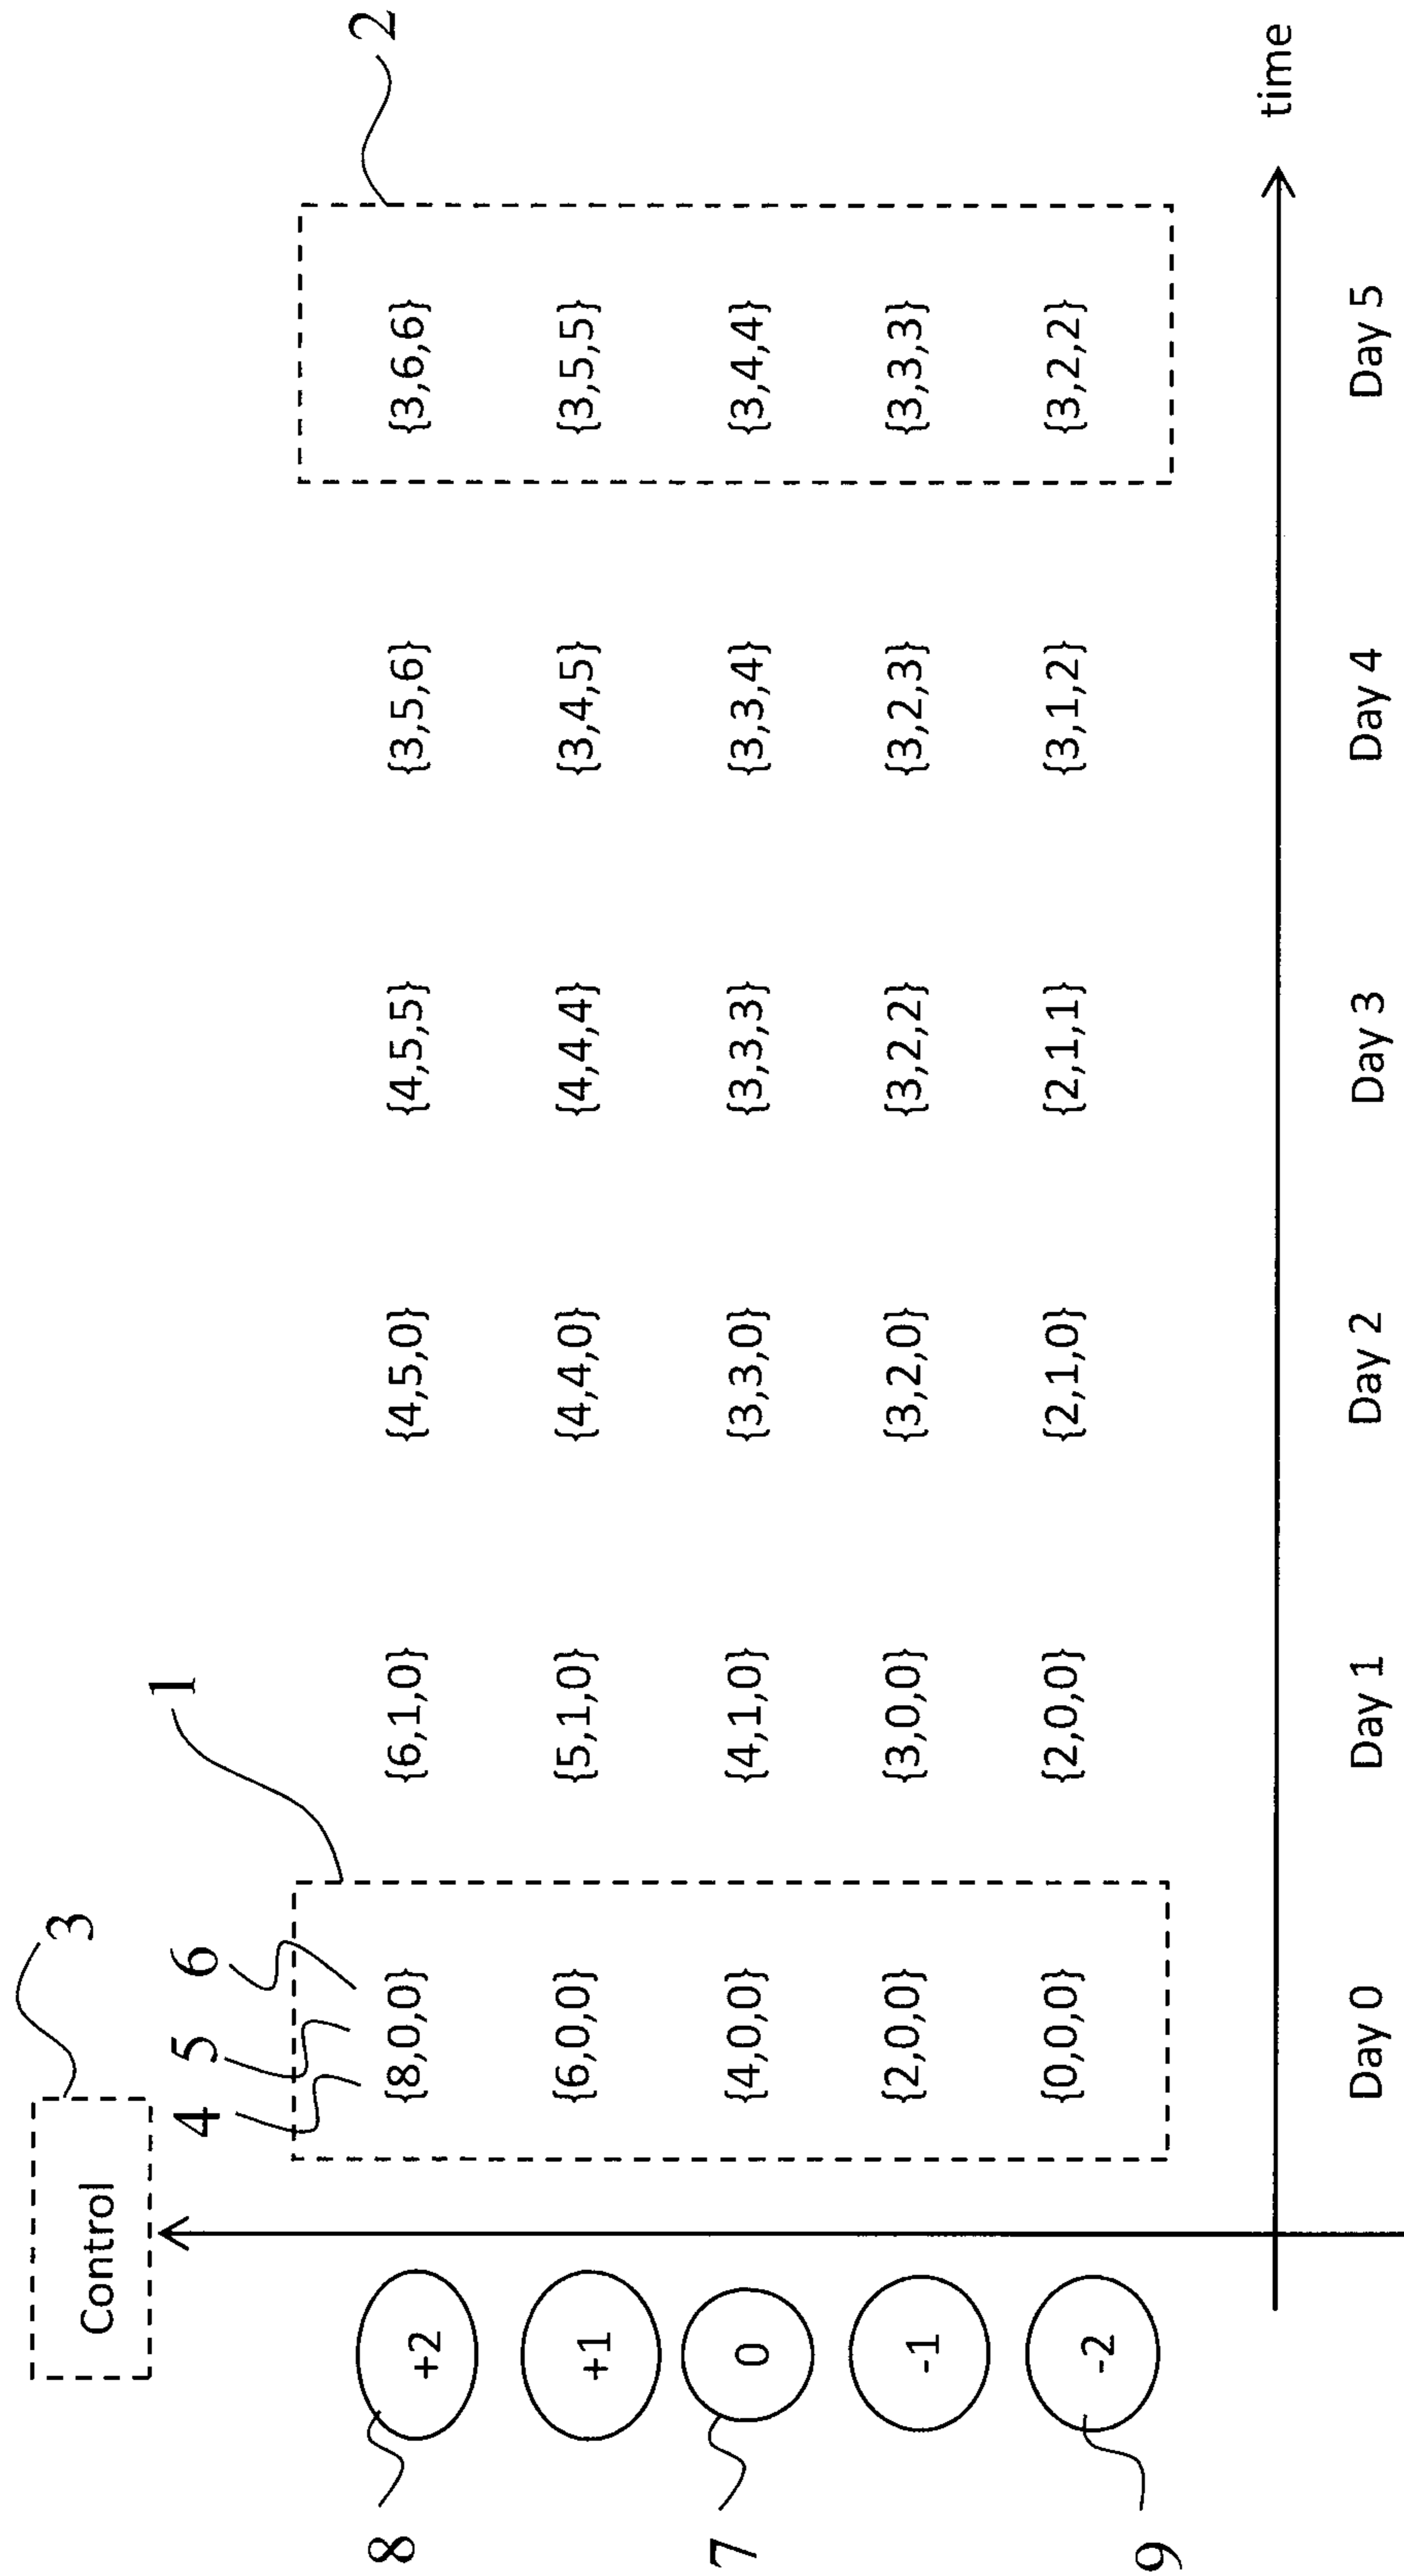 3
Control
2
1
4 5 6
8 +2 {8,0,0} {6,1,0} {4,5,0} {4,5,5} {3,5,6} {3,6,6}
+1 {6,0,0} {5,1,0} {4,4,0} {4,4,4} {3,4,5} {3,5,5}
7 0 {4,0,0} {4,1,0} {3,3,0} {3,3,3} {3,3,4} {3,4,4}
-1 {2,0,0} {3,0,0} {3,2,0} {3,2,2} {3,2,3} {3,3,3}
9 -2 {0,0,0} {2,0,0} {2,1,0} {2,1,1} {3,1,2} {3,2,2}
time
Day 0 Day 1 Day 2 Day 3 Day 4 Day 5